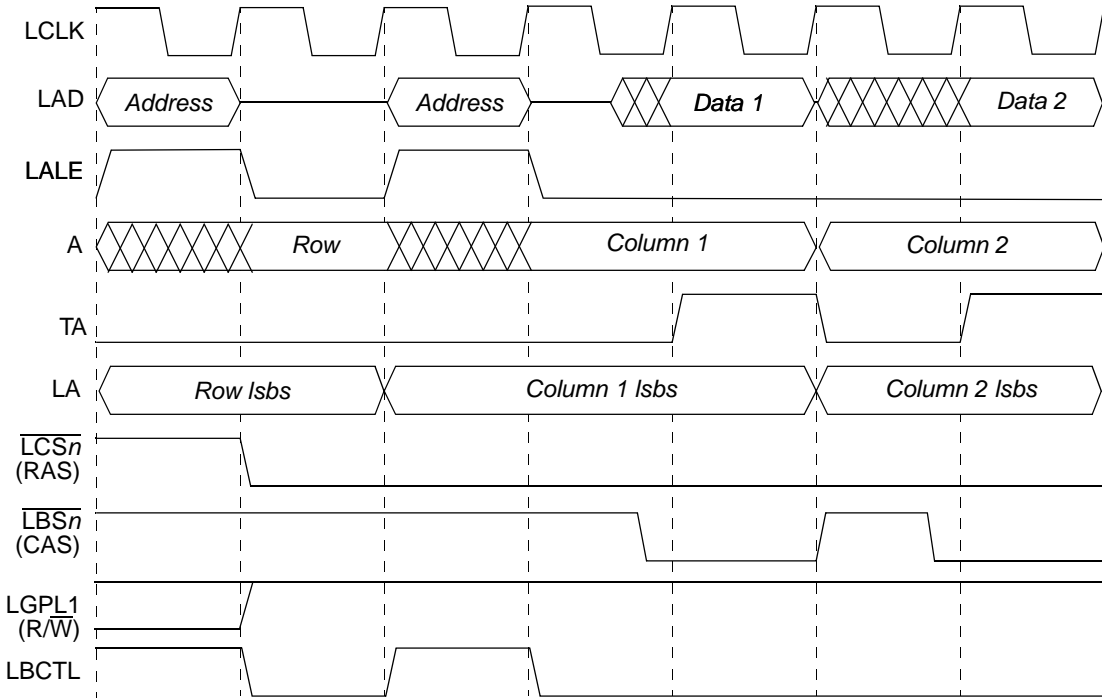 LCLK
LAD Address Address Data 1 Data 2
LALE
A Row Column 1 Column 2
TA
LA Row lsbs Column 1 lsbs Column 2 lsbs
LCSn
(RAS)
LBSn
(CAS)
LGPL1
(R/W)
LBCTL